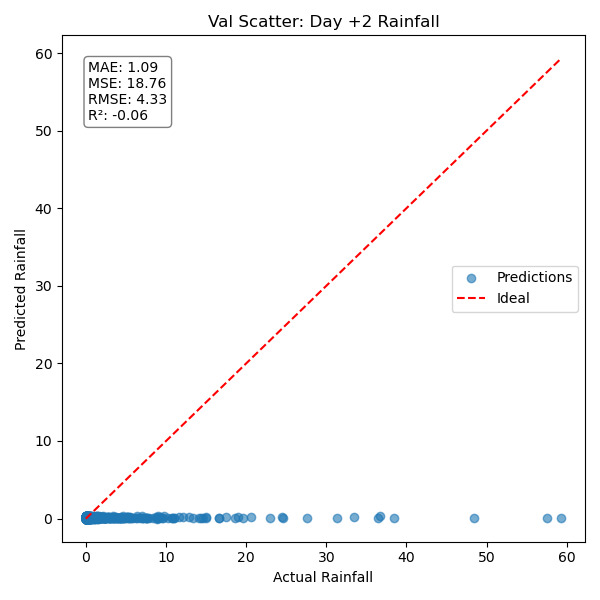 Val Scatter: Day +2 Rainfall
MAE: 1.09
MSE: 18.76
RMSE: 4.33
R²: -0.06
60
50
40
30
20
10
0
Predicted Rainfall
Predictions
Ideal
0 10 20 30 40 50 60
Actual Rainfall